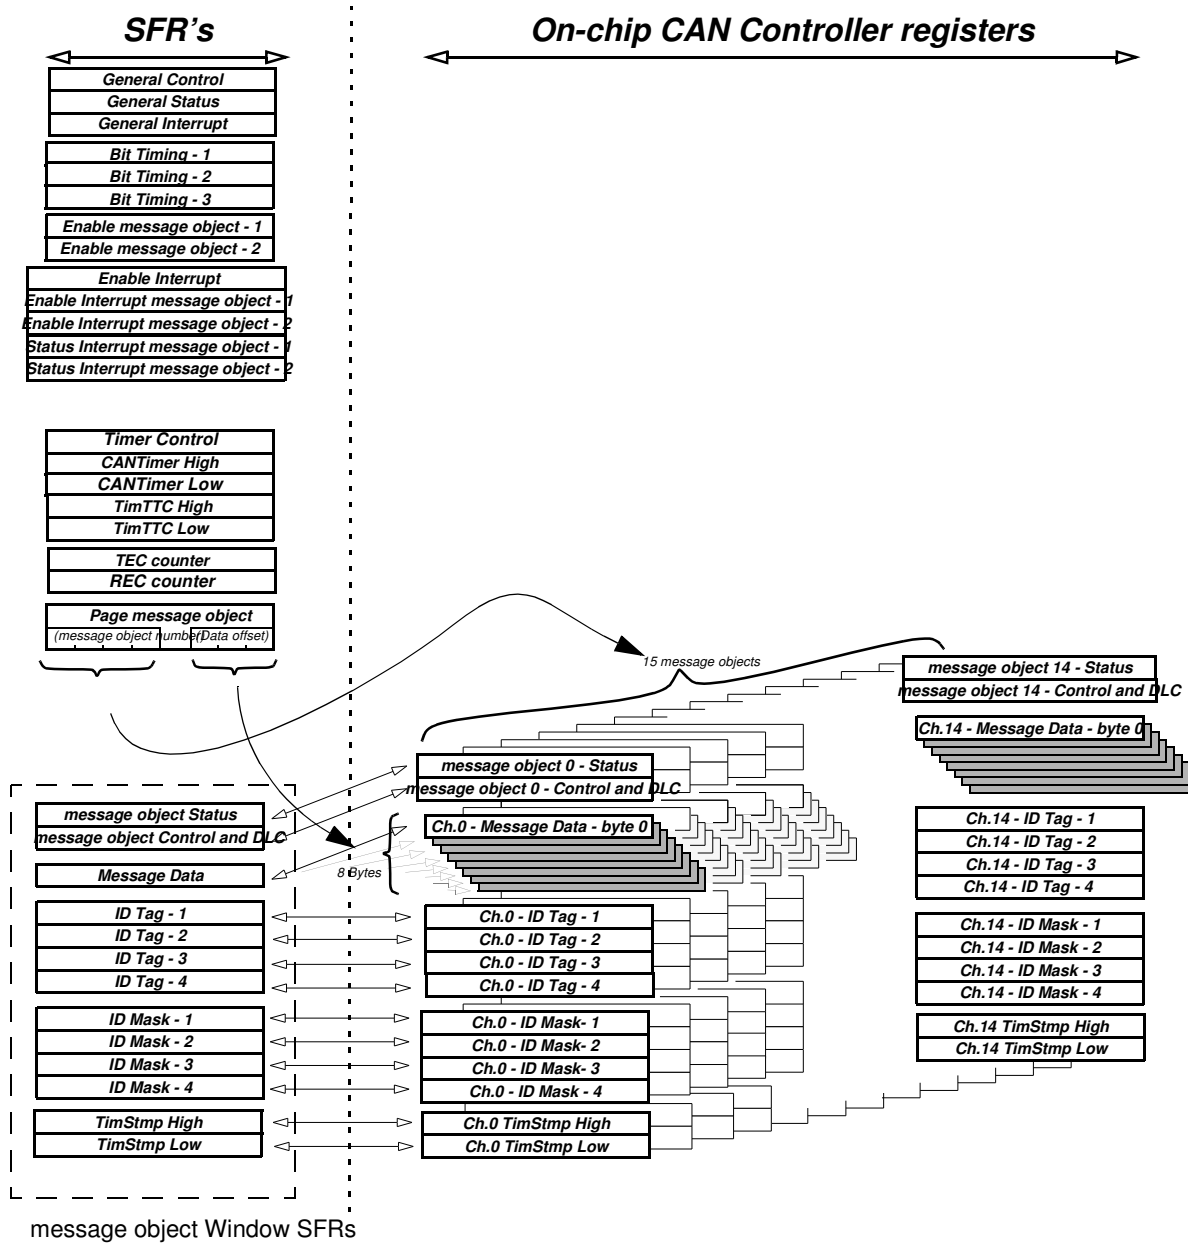 SFR's
On-chip CAN Controller registers
General Control
General Status
General Interrupt
Bit Timing - 1
Bit Timing - 2
Bit Timing - 3
Enable message object - 1
Enable message object - 2
Enable Interrupt
Enable Interrupt message object - 1
Enable Interrupt message object - 2
Status Interrupt message object - 1
Status Interrupt message object - 2
Timer Control
CANTimer High
CANTimer Low
TimTTC High
TimTTC Low
TEC counter
REC counter
Page message object
(message object number)
(Data offset)
15 message objects
message object 14 - Status
message object 14 - Control and DLC
Ch.14 - Message Data - byte 0
Ch.14 - ID Tag - 1
Ch.14 - ID Tag - 2
Ch.14 - ID Tag - 3
Ch.14 - ID Tag - 4
Ch.14 - ID Mask - 1
Ch.14 - ID Mask - 2
Ch.14 - ID Mask - 3
Ch.14 - ID Mask - 4
Ch.14 TimStmp High
Ch.14 TimStmp Low
message object 0 - Status
message object 0 - Control and DLC
Ch.0 - Message Data - byte 0
8 Bytes
Ch.0 - ID Tag - 1
Ch.0 - ID Tag - 2
Ch.0 - ID Tag - 3
Ch.0 - ID Tag - 4
Ch.0 - ID Mask- 1
Ch.0 - ID Mask- 2
Ch.0 - ID Mask- 3
Ch.0 - ID Mask - 4
Ch.0 TimStmp High
Ch.0 TimStmp Low
message object Status
message object Control and DLC
Message Data
ID Tag - 1
ID Tag - 2
ID Tag - 3
ID Tag - 4
ID Mask - 1
ID Mask - 2
ID Mask - 3
ID Mask - 4
TimStmp High
TimStmp Low
message object Window SFRs